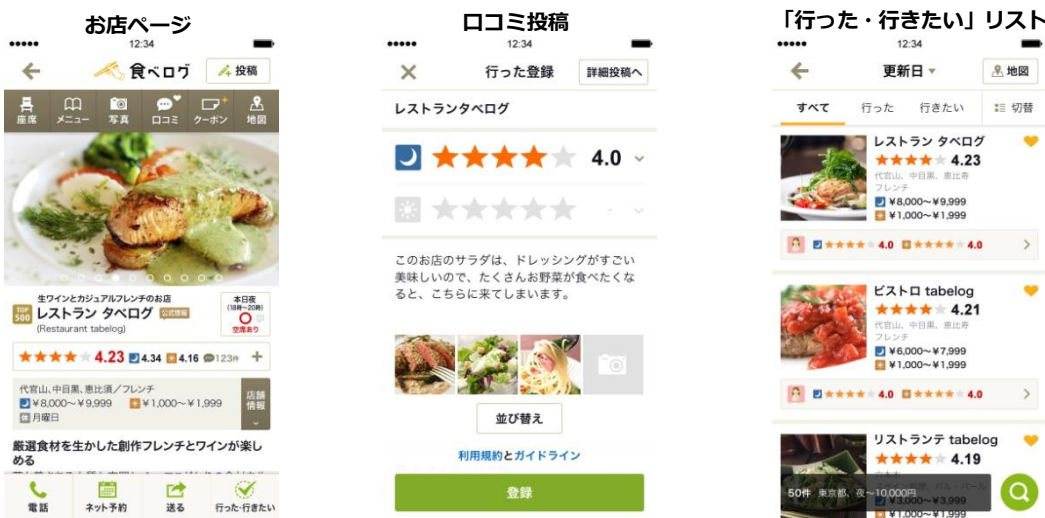 お店ページ
12:34
食べログ
投稿
座席
メニュー
写真
口コミ
クーポン
地図
生ワインとカジュアルフレンチのお店
TOP 500
レストラン タベログ 公式情報
(Restaurant tabelog)
本日夜
(18時~20時)
空席あり
4.23 4.34 4.16 123件 +
代官山、中目黒、恵比須/フレンチ
¥8,000~¥9,999 ¥1,000~¥1,999
月曜日
店舗情報
厳選食材を生かした創作フレンチとワインが楽し
める
電話
ネット予約
送る
行った・行きたい
口コミ投稿
12:34
行った登録
詳細投稿へ
レストランタベログ
4.0
-
このお店のサラダは、ドレッシングがすごい
美味しいので、たくさんお野菜が食べたくな
ると、こちらに来てしまいます。
並び替え
利用規約とガイドライン
登録
「行った・行きたい」リスト
12:34
更新日
地図
すべて
行った
行きたい
切替
レストラン タベログ
4.23
代官山、中目黒、恵比寿
フレンチ
¥8,000~¥9,999
¥1,000~¥1,999
4.0 4.0
ビストロ tabelog
4.21
代官山、中目黒、恵比寿
フレンチ
¥6,000~¥7,999
¥1,000~¥1,999
4.0 4.0
リストランテ tabelog
4.19
50件 東京都、夜~10,000円
¥3,000~¥3,999
¥1,000~¥1,999